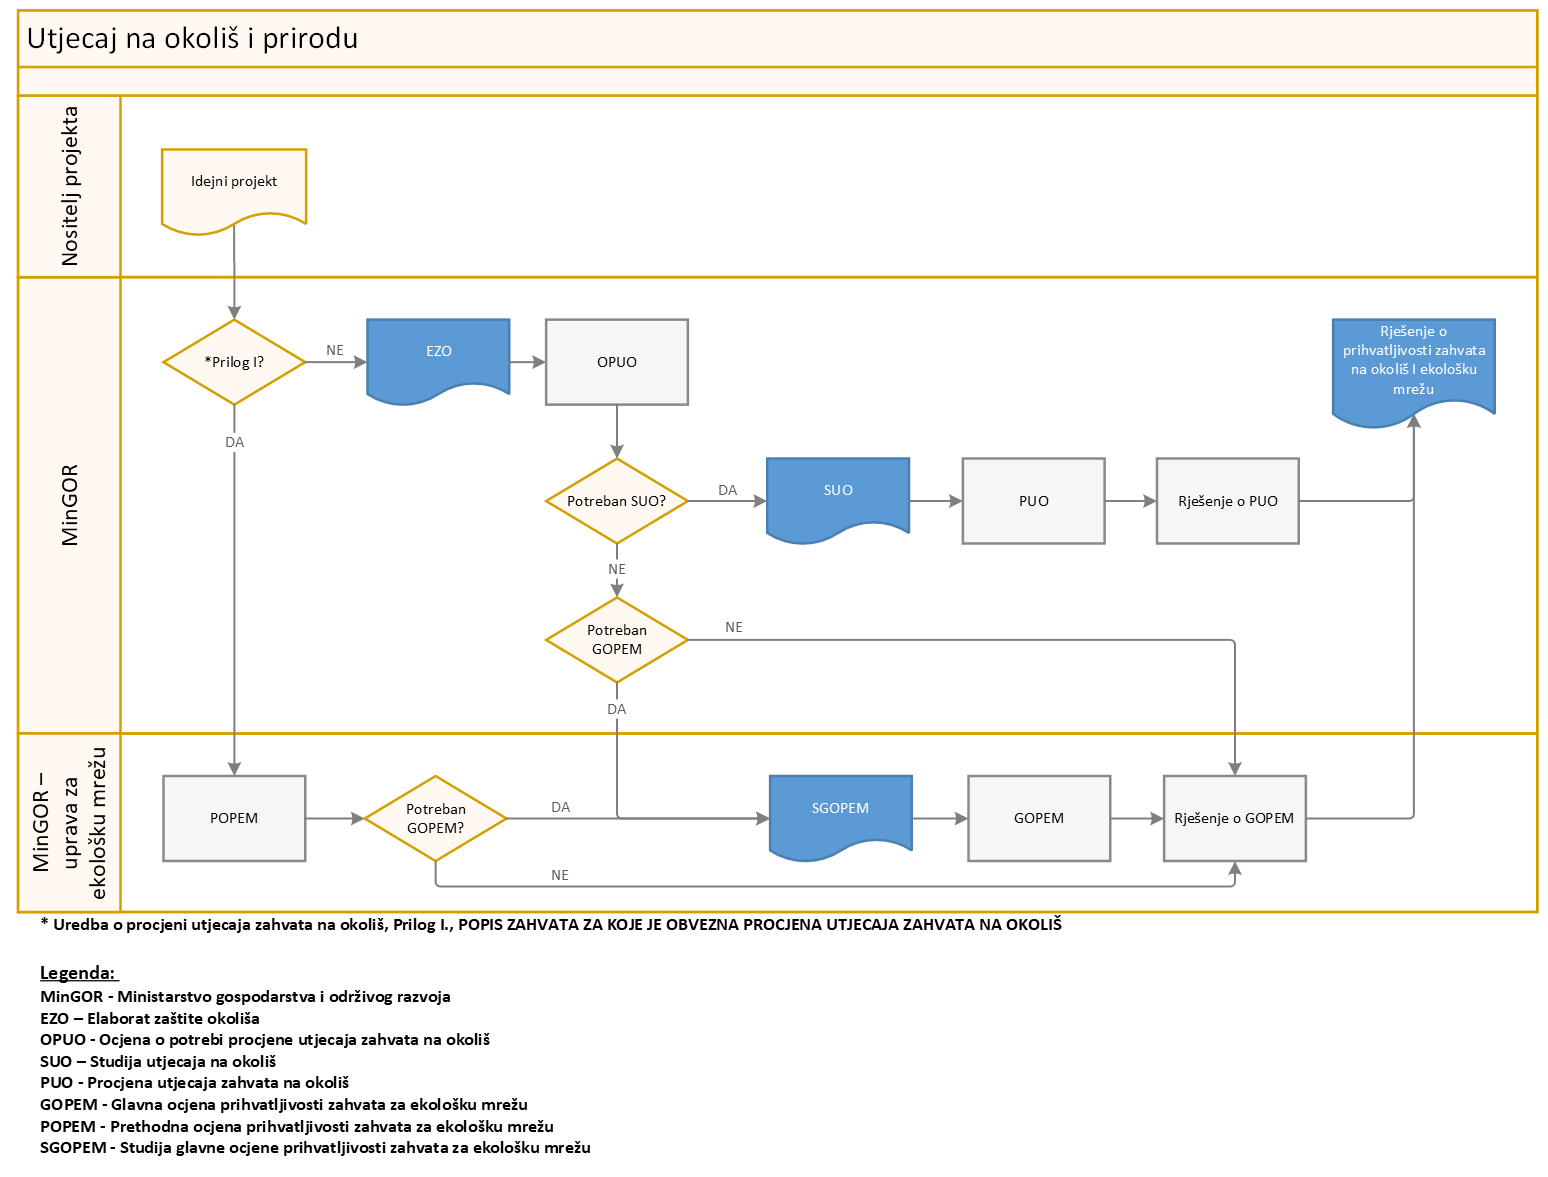 Utjecaj na okoliš i prirodu
Nositelj projekta
Idejni projekt
MinGOR
*Prilog I?
NE
EZO
OPUO
Rješenje o
prihvatljivosti zahvata
na okoliš I ekološku
mrežu
DA
Potreban SUO?
DA
SUO
PUO
Rješenje o PUO
NE
Potreban
GOPEM
NE
DA
MinGOR –
uprava za
ekološku mrežu
POPEM
Potreban
GOPEM?
DA
SGOPEM
GOPEM
Rješenje o GOPEM
NE
* Uredba o procjeni utjecaja zahvata na okoliš, Prilog I., POPIS ZAHVATA ZA KOJE JE OBVEZNA PROCJENA UTJECAJA ZAHVATA NA OKOLIŠ
Legenda:
MinGOR - Ministarstvo gospodarstva i održivog razvoja
EZO – Elaborat zaštite okoliša
OPUO - Ocjena o potrebi procjene utjecaja zahvata na okoliš
SUO – Studija utjecaja na okoliš
PUO - Procjena utjecaja zahvata na okoliš
GOPEM - Glavna ocjena prihvatljivosti zahvata za ekološku mrežu
POPEM - Prethodna ocjena prihvatljivosti zahvata za ekološku mrežu
SGOPEM - Studija glavne ocjene prihvatljivosti zahvata za ekološku mrežu